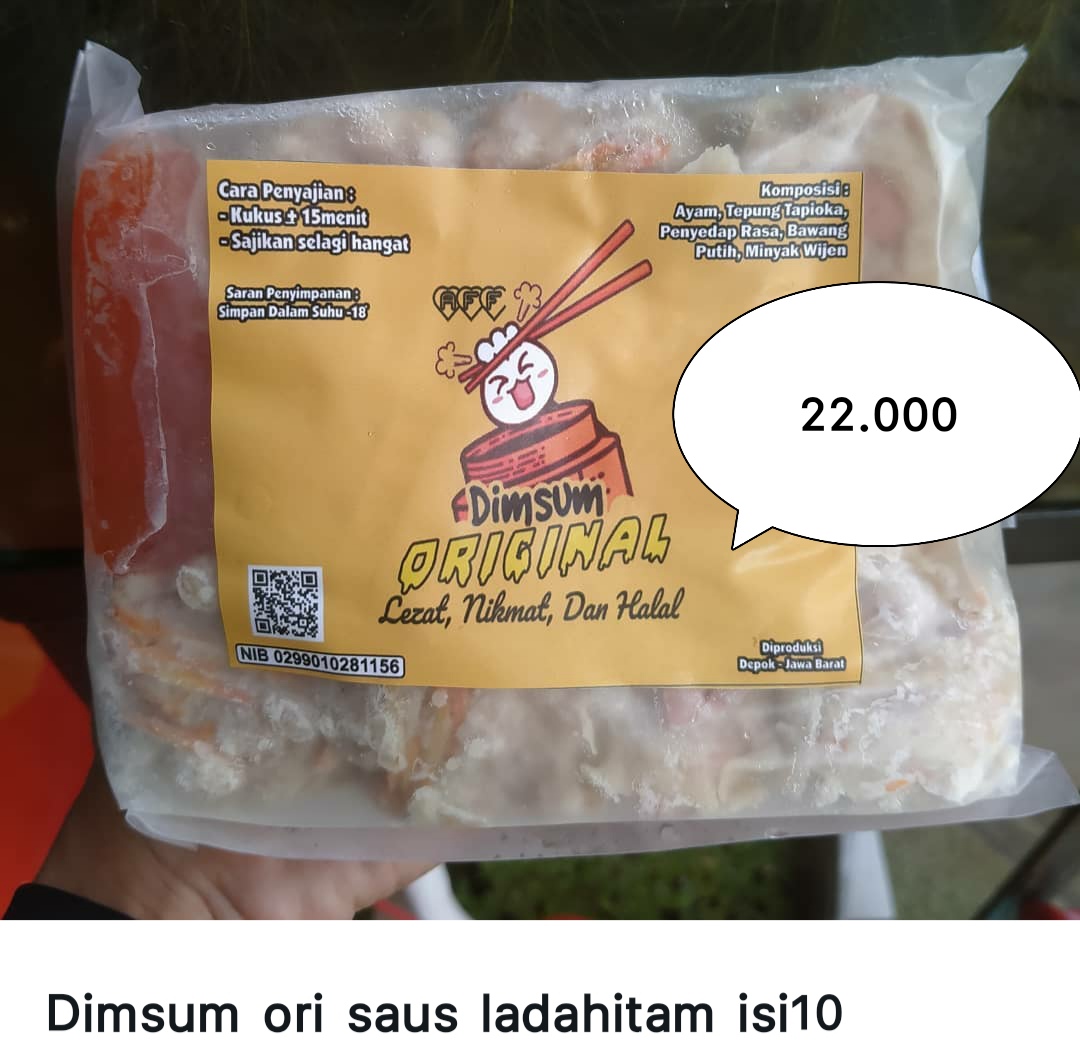 Cara Penyajian :
- Kukus ± 15menit
- Sajikan selagi hangat
Saran Penyimpanan :
Simpan Dalam Suhu -18
Komposisi :
Ayam, Tepung Tapioka,
Penyedap Rasa, Bawang
Putih, Minyak Wijen
AFF
22.000
Dimsum
ORIGINAL
Lezat, Nikmat, Dan Halal
NIB 0299010281156
Diproduksi
Depok - Jawa Barat
Dimsum ori saus ladahitam isi10